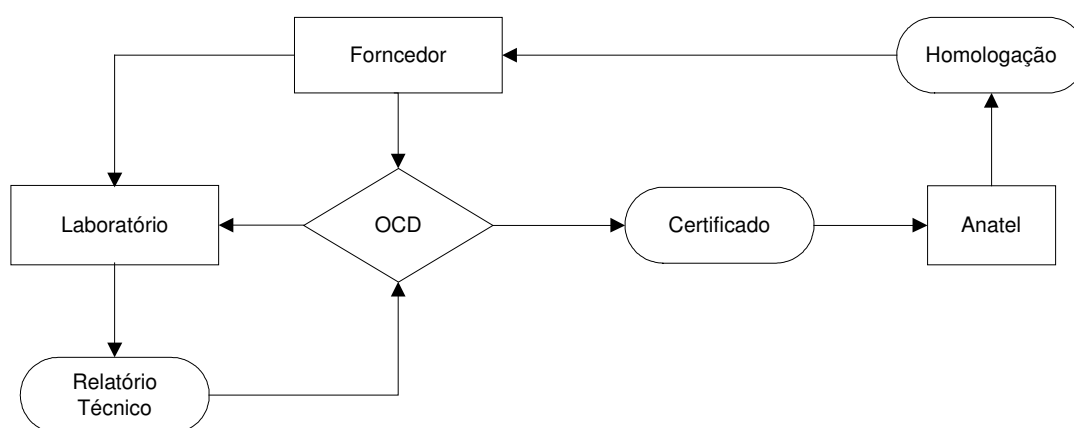 Forncedor
Homologação
Laboratório
OCD
Certificado
Anatel
Relatório
Técnico